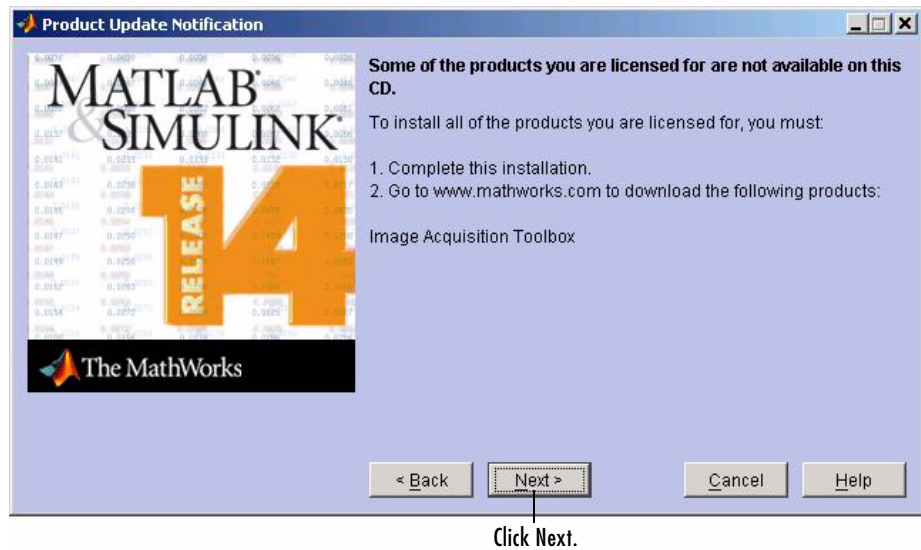 Product Update Notification
MATLAB®
&SIMULINK®
RELEASE
14
The MathWorks
Some of the products you are licensed for are not available on this
CD.
To install all of the products you are licensed for, you must:
1. Complete this installation.
2. Go to www.mathworks.com to download the following products:
Image Acquisition Toolbox
< Back
Next >
Cancel
Help
Click Next.